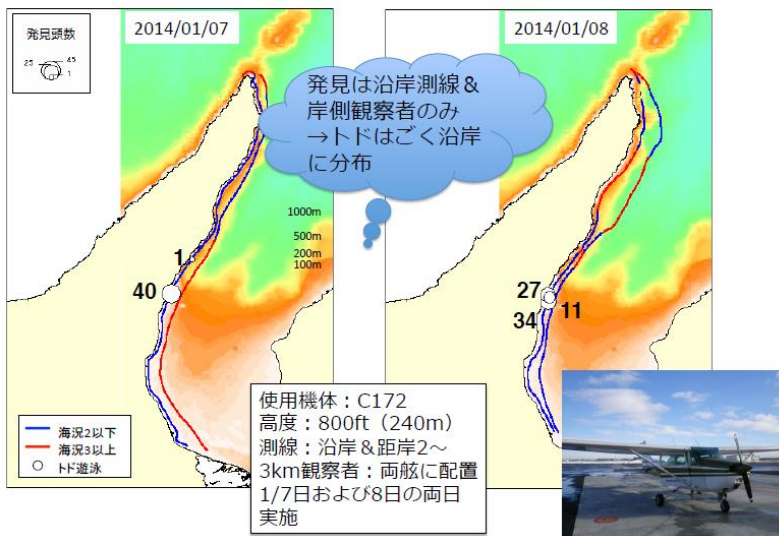 発見頭数
25
45
1
2014/01/07
2014/01/08
発見は沿岸測線＆
岸側観察者のみ
→トドはごく沿岸
に分布
1000m
500m
200m
100m
1
40
27
34
11
海況2以下
海況3以上
トド遊泳
使用機体：C172
高度：800ft（240m）
測線：沿岸＆距岸2～
3km観察者：両舷に配置
1/7日および8日の両日
実施